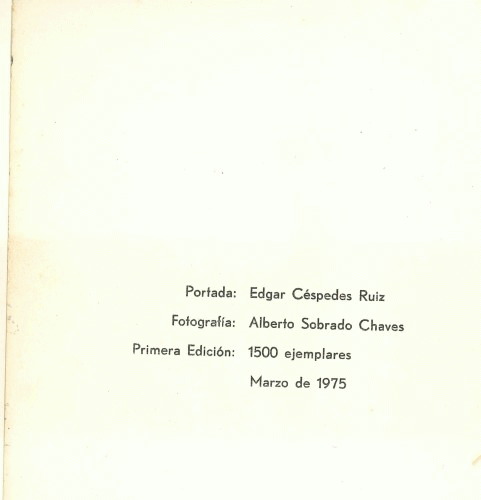 Portada: Edgar Céspedes Ruiz
Fotografía: Alberto Sobrado Chaves
Primera Edición: 1500 ejemplares
Marzo de 1975